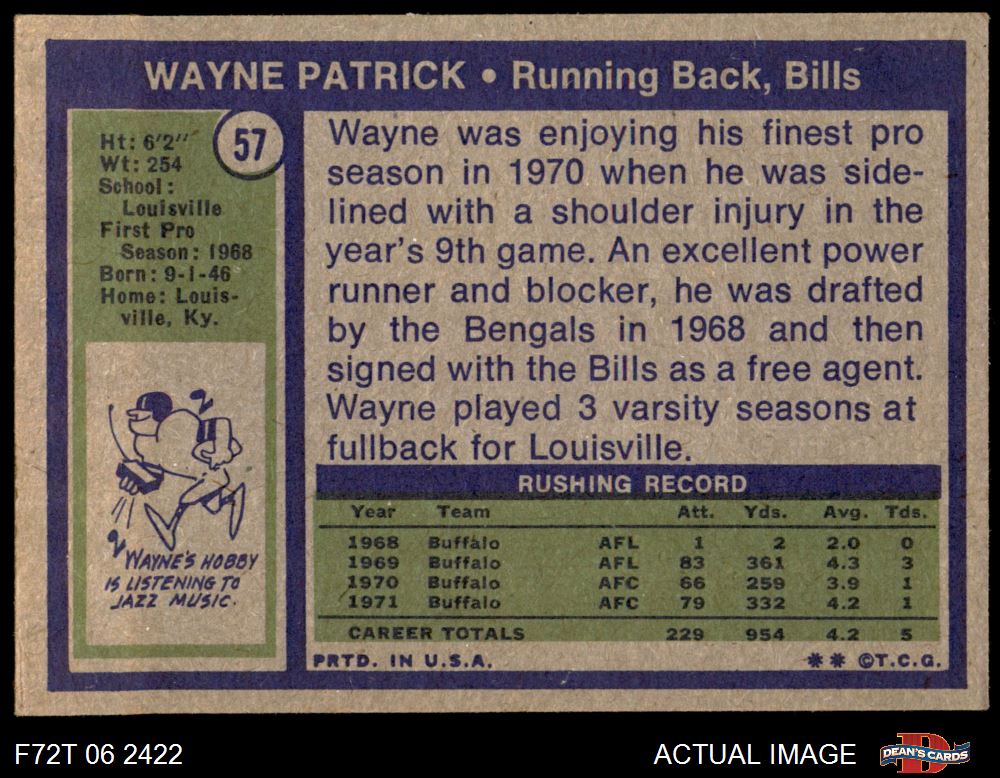 WAYNE PATRICK • Running Back, Bills
57
Ht: 6'2"
Wt: 254
School:
Louisville
First Pro
Season: 1968
Born: 9-1-46
Home: Louis-
ville, Ky.
WAYNE'S HOBBY
IS LISTENING TO
JAZZ MUSIC.
Wayne was enjoying his finest pro
season in 1970 when he was side-
lined with a shoulder injury in the
year's 9th game. An excellent power
runner and blocker, he was drafted
by the Bengals in 1968 and then
signed with the Bills as a free agent.
Wayne played 3 varsity seasons at
fullback for Louisville.
RUSHING RECORD
Year Team Att. Yds. Avg. Tds.
1968 Buffalo AFL 1 2 2.0 0
1969 Buffalo AFL 83 361 4.3 3
1970 Buffalo AFC 66 259 3.9 1
1971 Buffalo AFC 79 332 4.2 1
CAREER TOTALS 229 954 4.2 5
PRTD. IN U.S.A. ** ©T.C.G.
F72T 06 2422 ACTUAL IMAGE DEAN'S CARDS